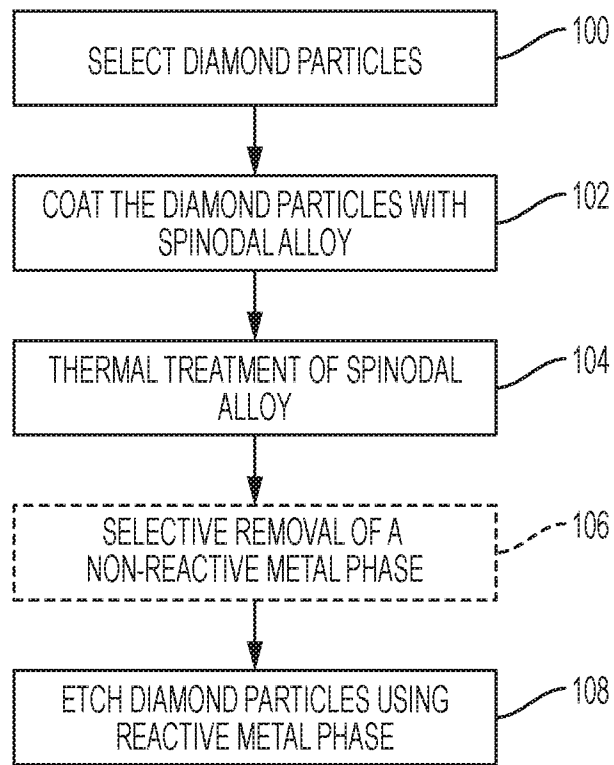 SELECT DIAMOND PARTICLES
100
COAT THE DIAMOND PARTICLES WITH
SPINODAL ALLOY
102
THERMAL TREATMENT OF SPINODAL
ALLOY
104
SELECTIVE REMOVAL OF A
NON-REACTIVE METAL PHASE
106
ETCH DIAMOND PARTICLES USING
REACTIVE METAL PHASE
108